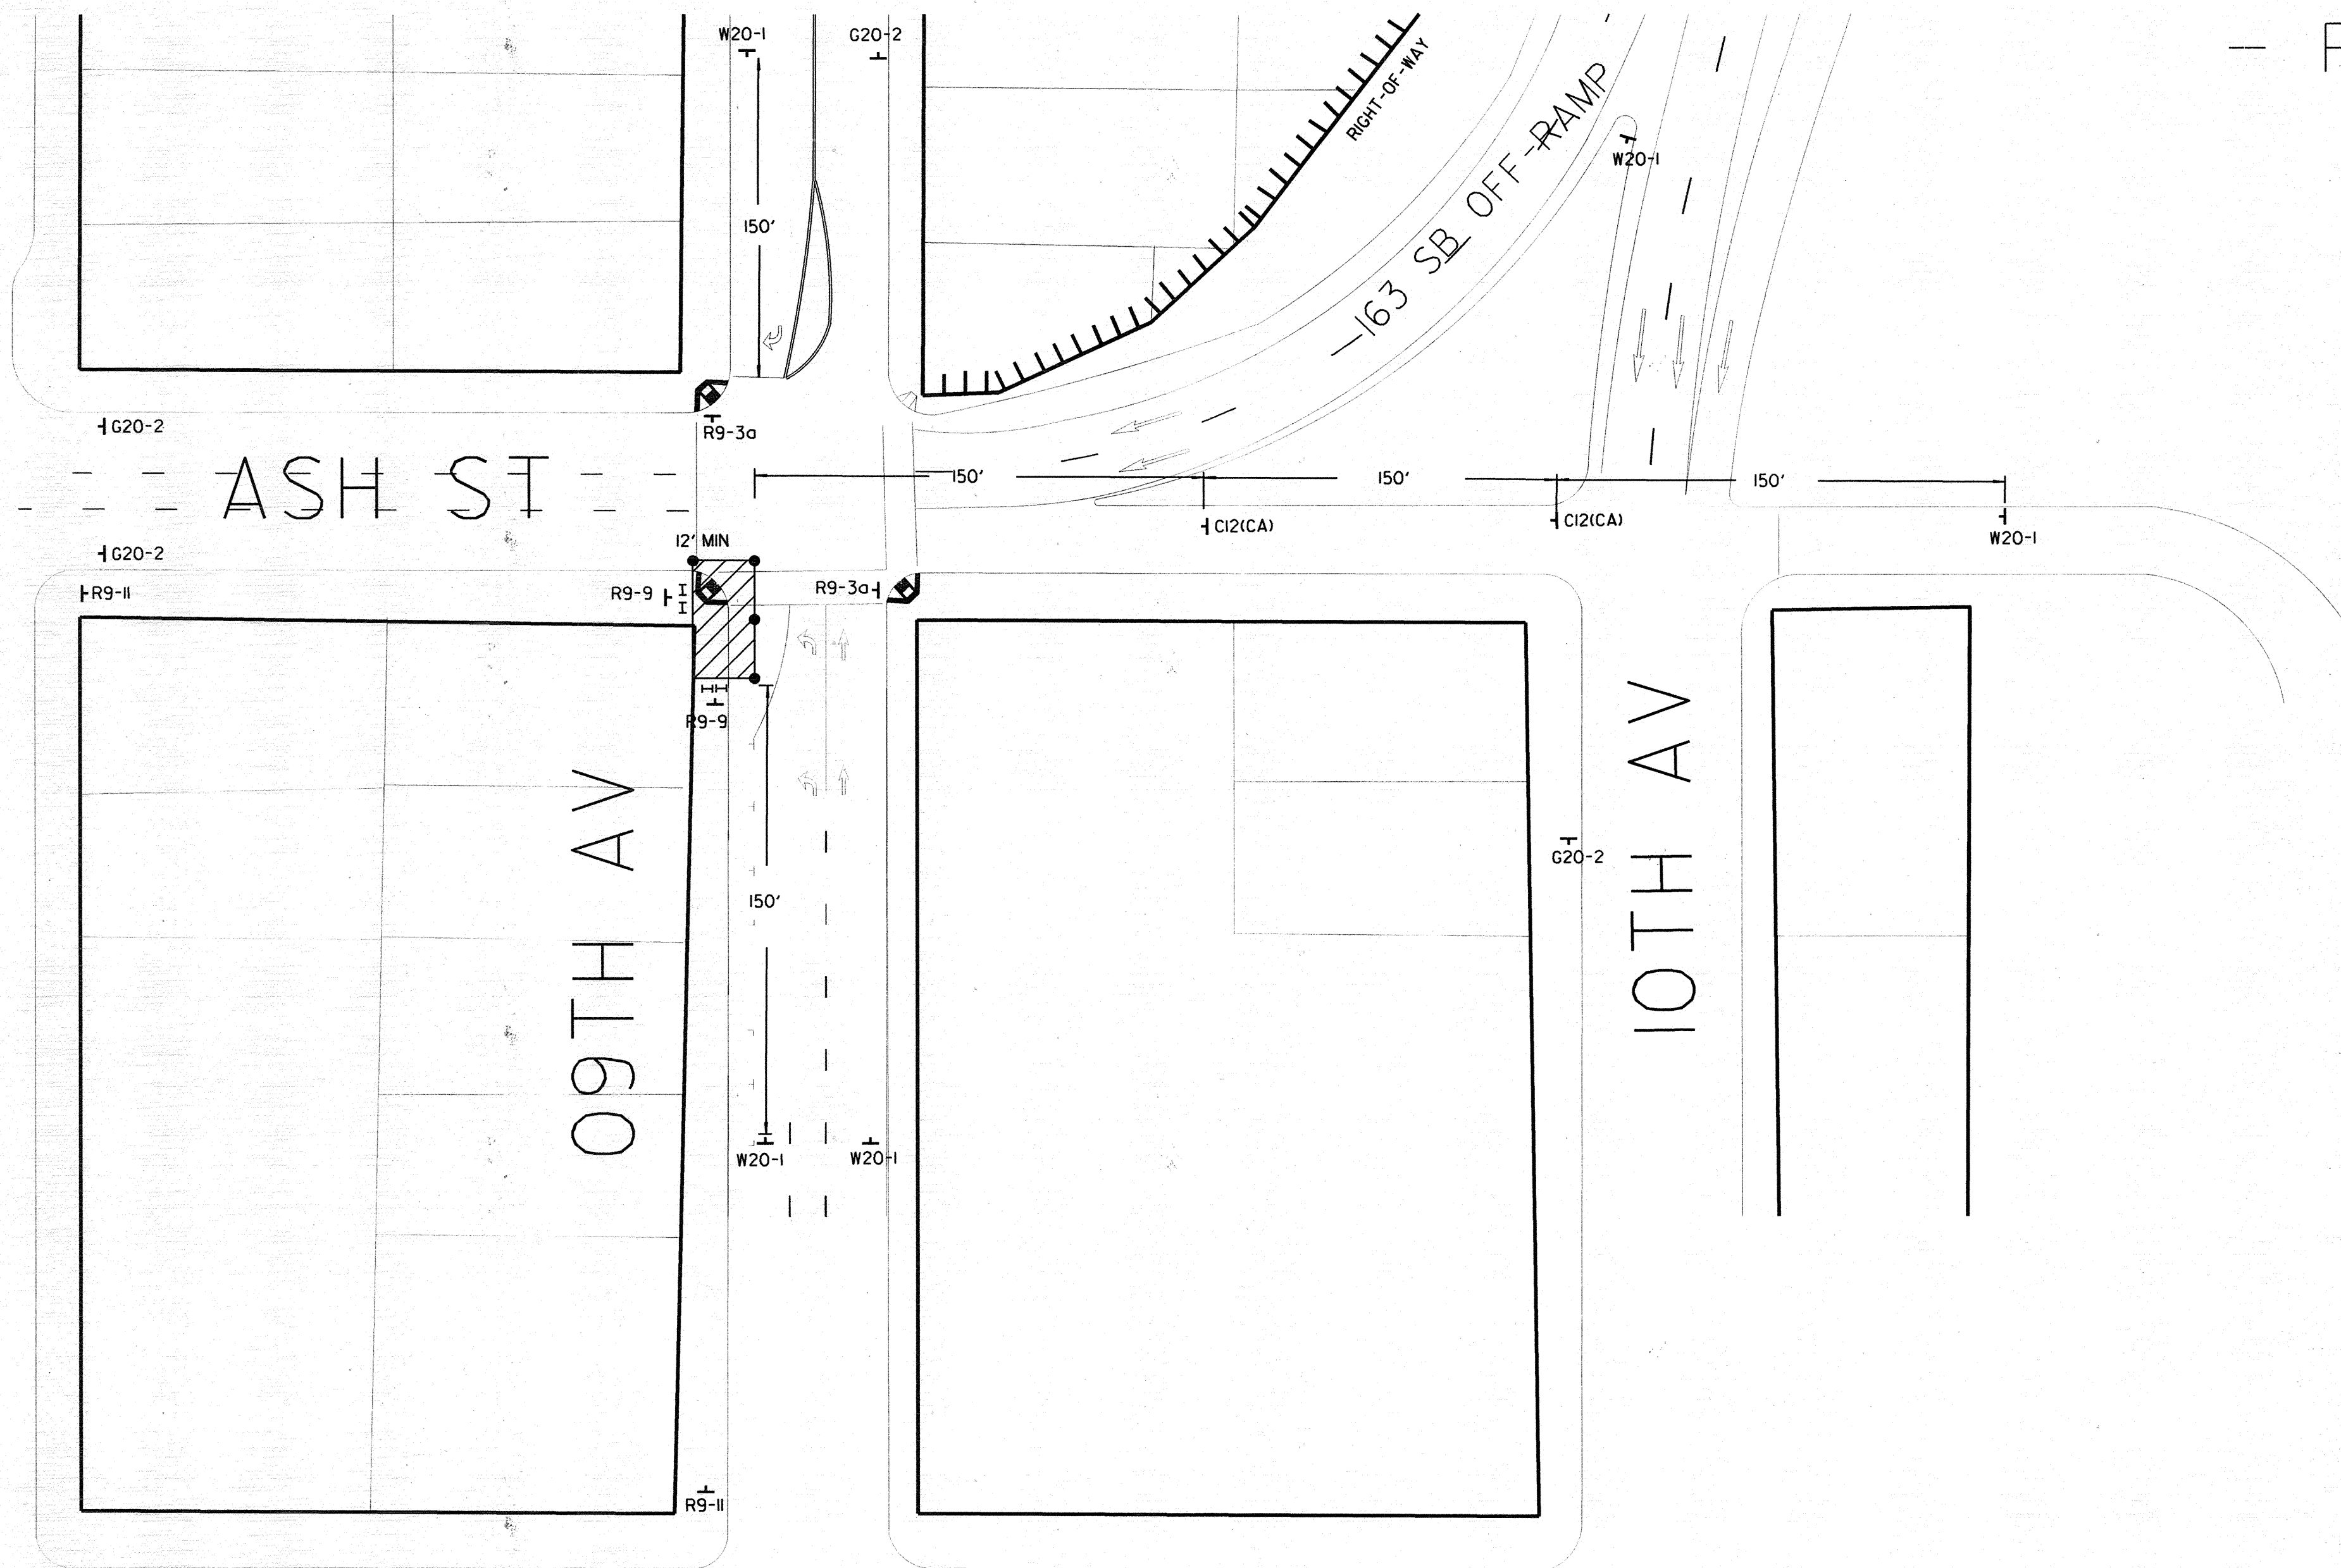 W20-1
G20-2
150'
RIGHT-OF-WAY
163 SB OFF-RAMP
W20-1
G20-2
R9-3a
ASH ST
150'
150'
150'
C12(CA)
C12(CA)
W20-1
12' MIN
G20-2
R9-11
R9-9
R9-3a
R9-9
09TH AV
150'
10TH AV
G20-2
W20-1
W20-1
R9-11